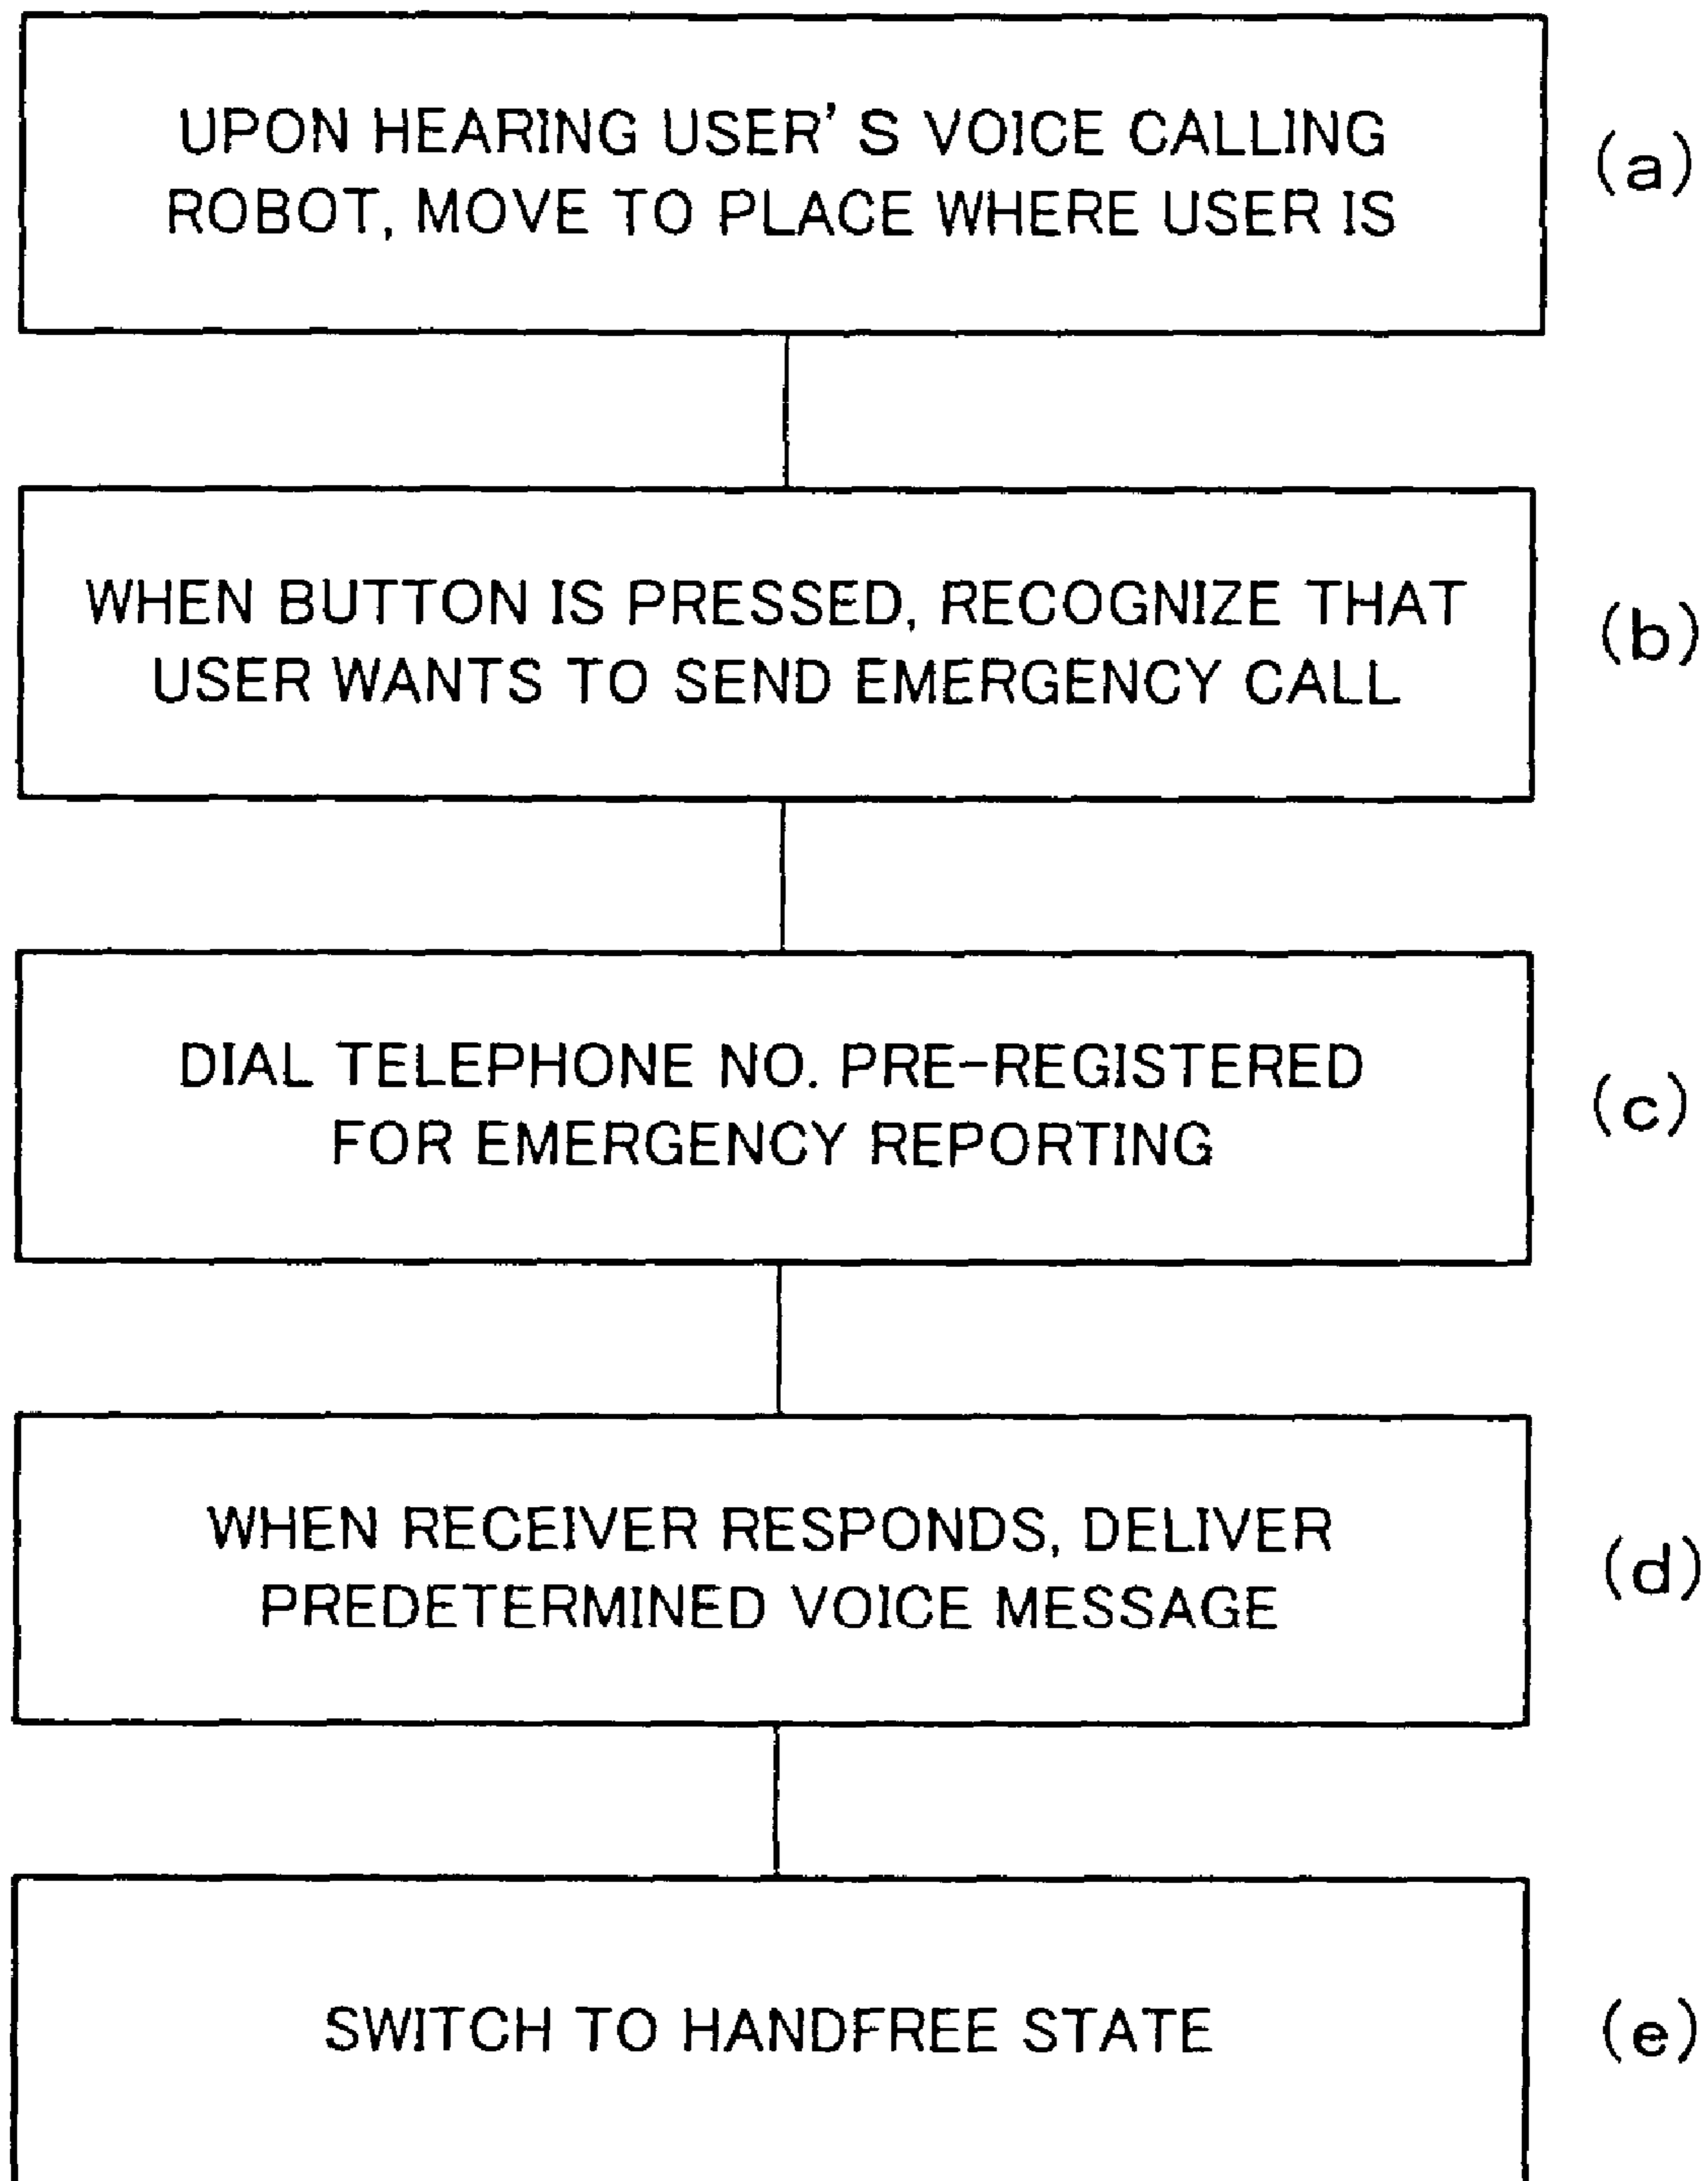 UPON HEARING USER'S VOICE CALLING
ROBOT, MOVE TO PLACE WHERE USER IS
(a)
WHEN BUTTON IS PRESSED, RECOGNIZE THAT
USER WANTS TO SEND EMERGENCY CALL
(b)
DIAL TELEPHONE NO. PRE-REGISTERED
FOR EMERGENCY REPORTING
(c)
WHEN RECEIVER RESPONDS, DELIVER
PREDETERMINED VOICE MESSAGE
(d)
SWITCH TO HANDFREE STATE
(e)